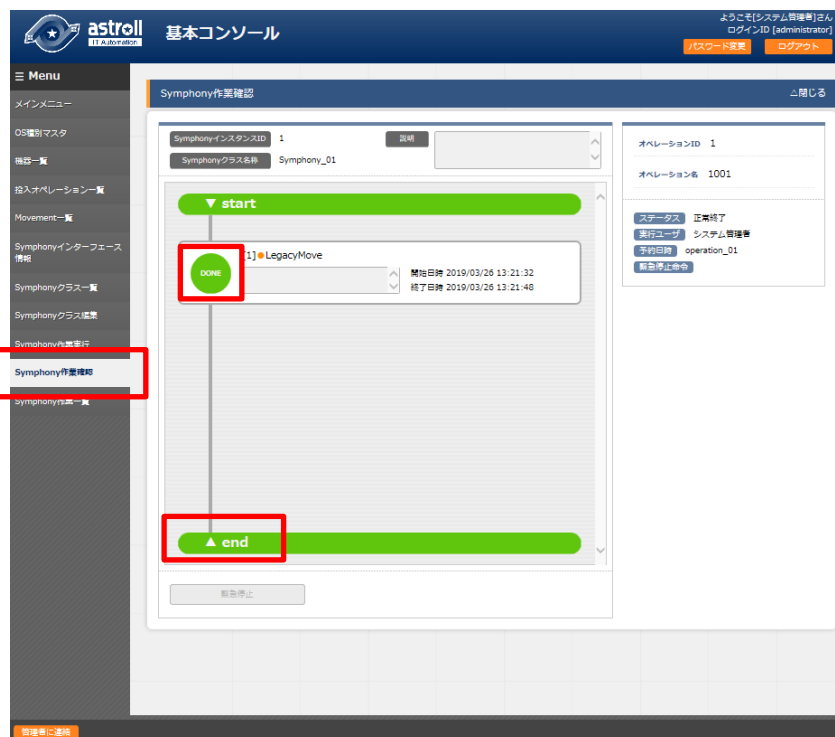 astroll
IT Automation
基本コンソール
ようこそ[システム管理者]さん
ログインID [administrator]
パスワード変更
ログアウト
☰ Menu
メインメニュー
OS種別マスタ
機器一覧
投入オペレーション一覧
Movement一覧
Symphonyインターフェース
情報
Symphonyクラス一覧
Symphonyクラス編集
Symphony作業実行
Symphony作業確認
Symphony作業一覧
Symphony作業確認
△閉じる
SymphonyインスタンスID 1
説明
Symphonyクラス名称 Symphony_01
▼ start
[1]●LegacyMove
DONE
開始日時 2019/03/26 13:21:32
終了日時 2019/03/26 13:21:48
▲ end
緊急停止
オペレーションID 1
オペレーション名 1001
ステータス 正常終了
実行ユーザ システム管理者
予約日時 operation_01
緊急停止命令
管理者に連絡